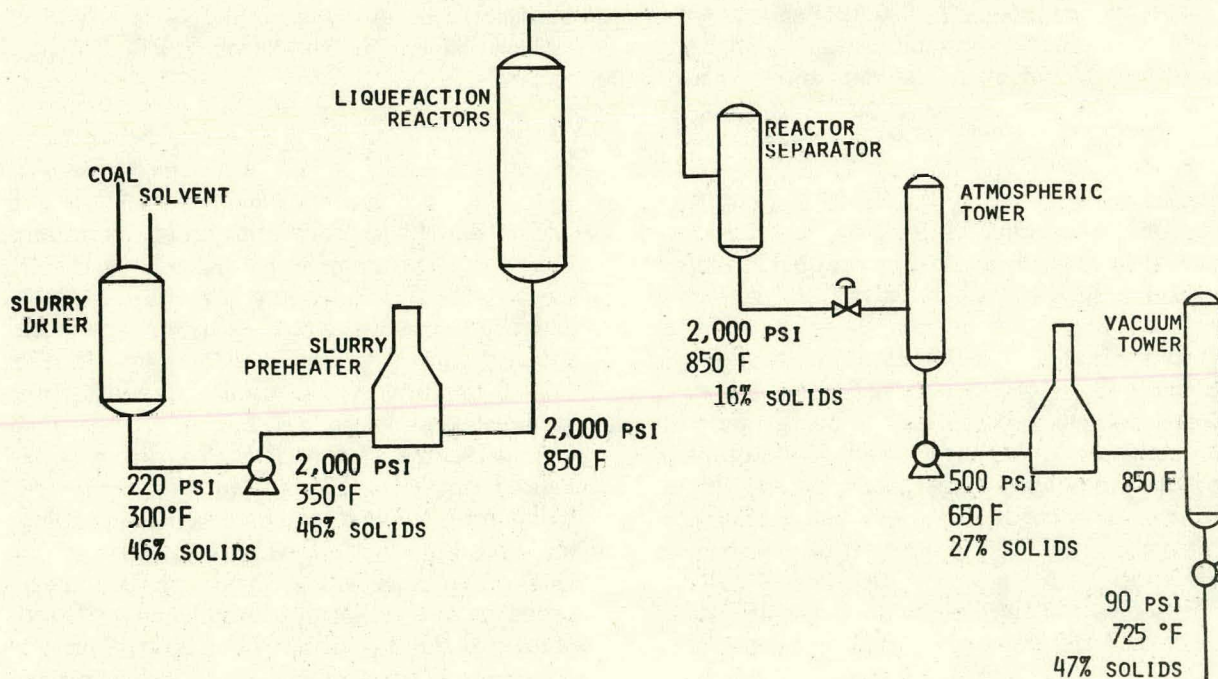 LIQUEFACTION
REACTORS
REACTOR
SEPARATOR
COAL
SOLVENT
ATMOSPHERIC
TOWER
SLURRY
DRIER
SLURRY
PREHEATER
VACUUM
TOWER
2,000 PSI
850 F
16% SOLIDS
2,000 PSI
850 F
220 PSI
300°F
46% SOLIDS
2,000 PSI
350°F
46% SOLIDS
500 PSI
650 F
27% SOLIDS
850 F
90 PSI
725 °F
47% SOLIDS